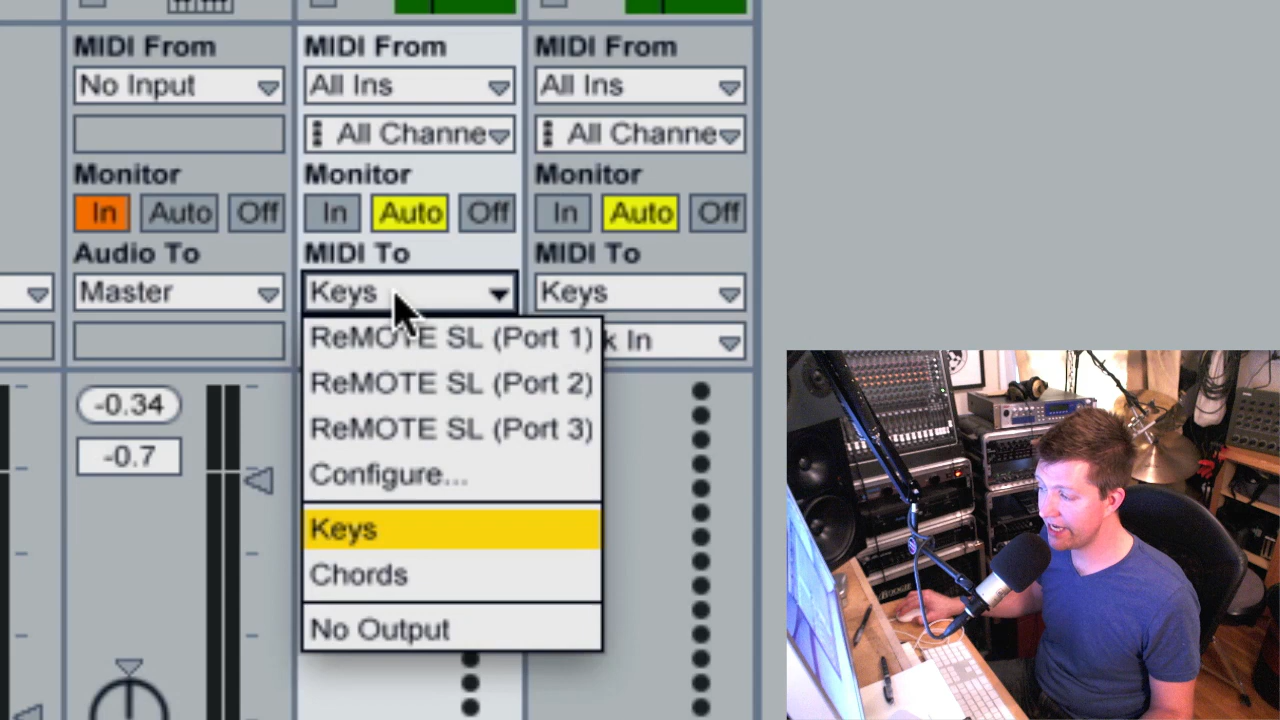 MIDI From
MIDI From
MIDI From
No Input
All Ins
All Ins
All Channe
All Channe
Monitor
Monitor
Monitor
In Auto Off
In Auto Off
In Auto Off
Audio To
MIDI To
MIDI To
Master
Keys
Keys
ReMOTE SL (Port 1)
k In
ReMOTE SL (Port 2)
ReMOTE SL (Port 3)
Configure...
Keys
Chords
No Output
-0.34
-0.7